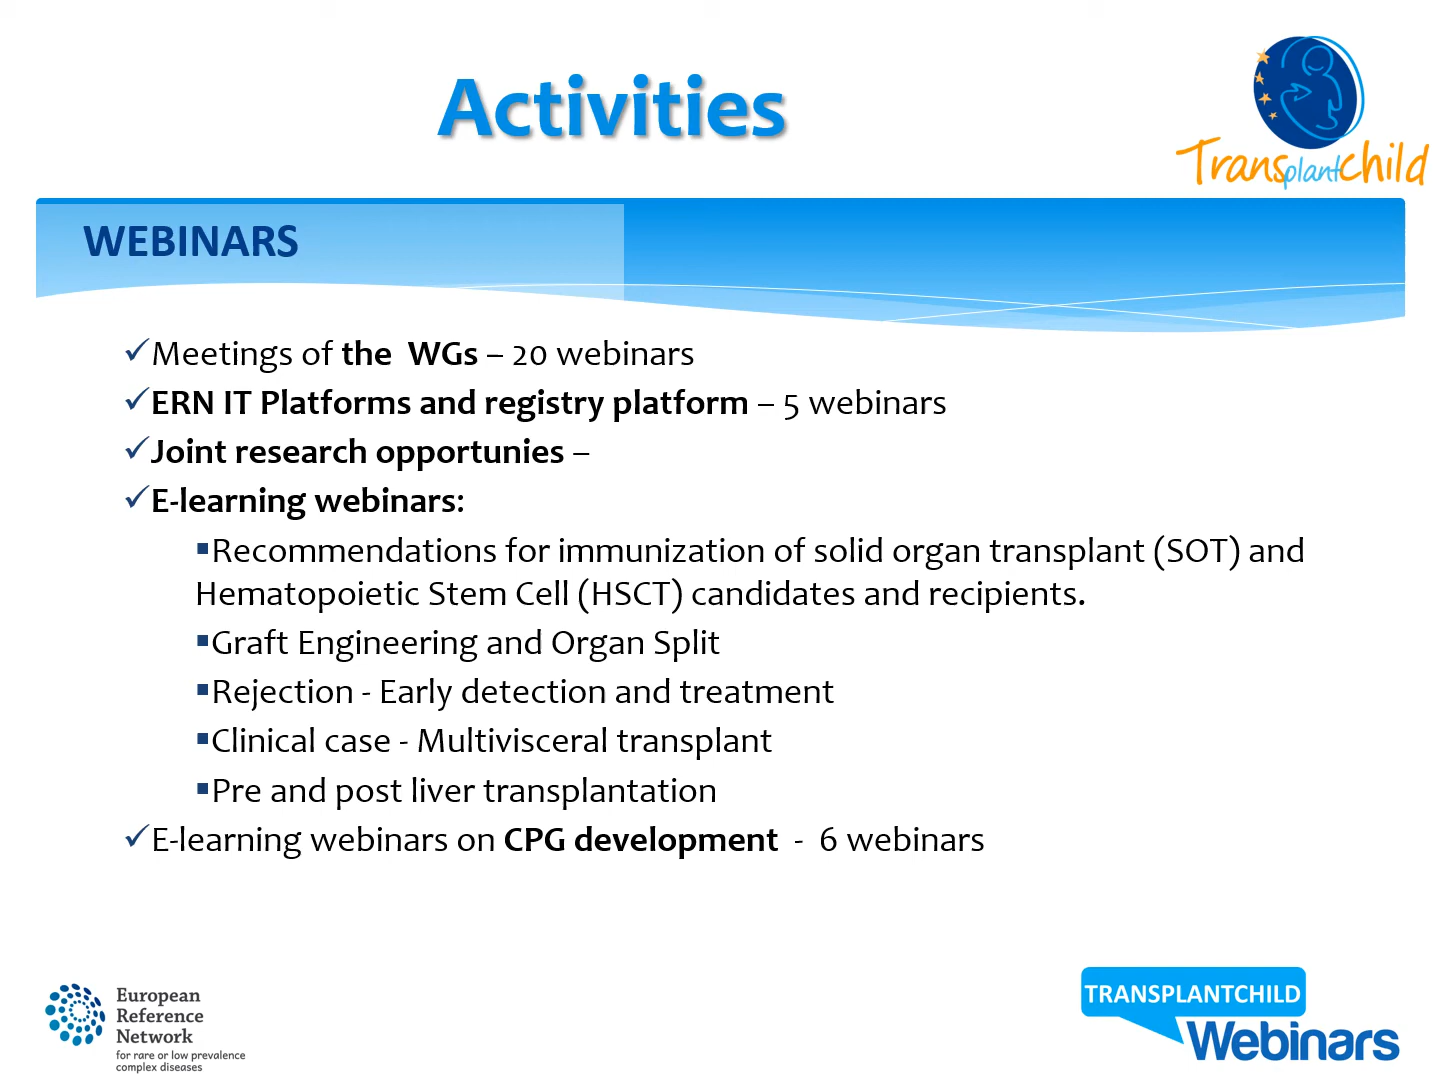 Activities
Transplantchild
WEBINARS
✓Meetings of the  WGs – 20 webinars
✓ERN IT Platforms and registry platform – 5 webinars
✓Joint research opportunies –
✓E-learning webinars:
▪Recommendations for immunization of solid organ transplant (SOT) and
Hematopoietic Stem Cell (HSCT) candidates and recipients.
▪Graft Engineering and Organ Split
▪Rejection - Early detection and treatment
▪Clinical case - Multivisceral transplant
▪Pre and post liver transplantation
✓E-learning webinars on CPG development  -  6 webinars
European
Reference
Network
for rare or low prevalence
complex diseases
TRANSPLANTCHILD
Webinars